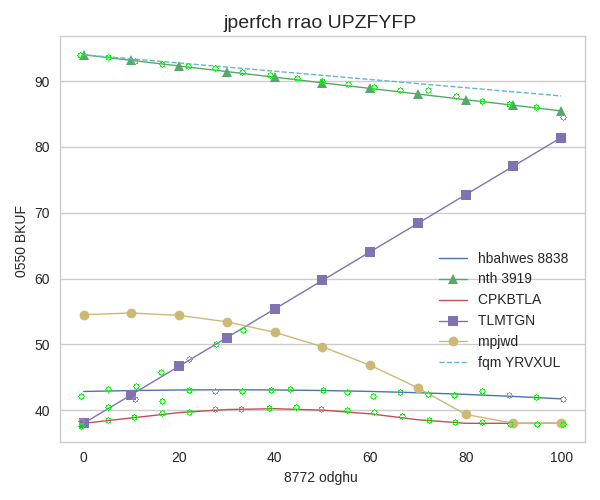 jperfch rrao UPZFYFP
0550 BKUF
90
80
70
60
50
40
hbahwes 8838
nth 3919
CPKBTLA
TLMTGN
mpjwd
fqm YRVXUL
0 20 40 60 80 100
8772 odghu